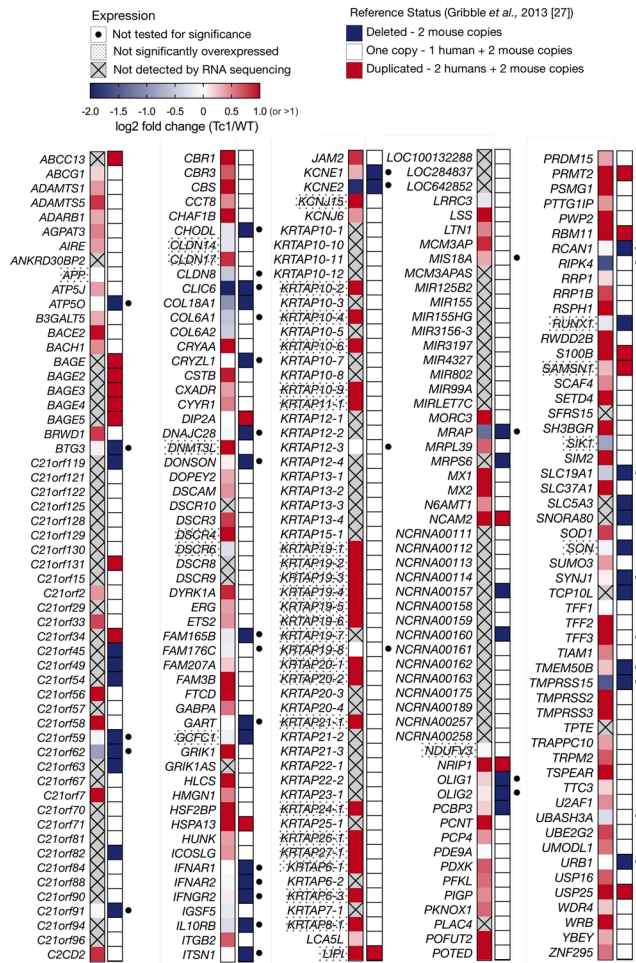 Expression
Not tested for significance
Not significantly overexpressed
Not detected by RNA sequencing
-2.0 -1.0 0.0 0.5 1.0 (or >1)
log2 fold change (Tc1/WT)
Reference Status (Gribble et al., 2013 [27])
Deleted - 2 mouse copies
One copy - 1 human + 2 mouse copies
Duplicated - 2 humans + 2 mouse copies
ABCC13
ABCG1
ADAMTS1
ADAMTS5
ADARB1
AGPAT3
AIRE
ANKRD30BP2
APP
ATP5J
ATP5O
B3GALT5
BACE2
BACH1
BAGE
BAGE2
BAGE3
BAGE4
BAGE5
BRWD1
BTG3
C21orf119
C21orf121
C21orf122
C21orf125
C21orf128
C21orf129
C21orf130
C21orf131
C21orf15
C21orf2
C21orf29
C21orf33
C21orf34
C21orf45
C21orf49
C21orf54
C21orf56
C21orf57
C21orf58
C21orf59
C21orf62
C21orf63
C21orf67
C21orf7
C21orf70
C21orf71
C21orf81
C21orf82
C21orf84
C21orf88
C21orf90
C21orf91
C21orf94
C21orf96
C2CD2
CBR1
CBR3
CBS
CCT8
CHAF1B
CHODL
CLDN14
CLDN17
CLDN8
CLIC6
COL18A1
COL6A1
COL6A2
CRYAA
CRYZL1
CSTB
CXADR
CYYR1
DIP2A
DNAJC28
DNMT3L
DONSON
DOPEY2
DSCAM
DSCR10
DSCR3
DSCR4
DSCR6
DSCR8
DSCR9
DYRK1A
ERG
ETS2
FAM165B
FAM176C
FAM207A
FAM3B
FTCD
GABPA
GART
GCFC1
GRIK1
GRIK1AS
HLCS
HMGN1
HSF2BP
HSPA13
HUNK
ICOSLG
IFNAR1
IFNAR2
IFNGR2
IGSF5
IL10RB
ITGB2
ITSN1
JAM2
KCNE1
KCNE2
KCNJ15
KCNJ6
KRTAP10-1
KRTAP10-10
KRTAP10-11
KRTAP10-12
KRTAP10-2
KRTAP10-3
KRTAP10-4
KRTAP10-5
KRTAP10-6
KRTAP10-7
KRTAP10-8
KRTAP10-9
KRTAP11-1
KRTAP12-1
KRTAP12-2
KRTAP12-3
KRTAP12-4
KRTAP13-1
KRTAP13-2
KRTAP13-3
KRTAP13-4
KRTAP15-1
KRTAP19-1
KRTAP19-2
KRTAP19-3
KRTAP19-4
KRTAP19-5
KRTAP19-6
KRTAP19-7
KRTAP19-8
KRTAP20-1
KRTAP20-2
KRTAP20-3
KRTAP20-4
KRTAP21-1
KRTAP21-2
KRTAP21-3
KRTAP22-1
KRTAP22-2
KRTAP23-1
KRTAP24-1
KRTAP25-1
KRTAP26-1
KRTAP27-1
KRTAP6-1
KRTAP6-2
KRTAP6-3
KRTAP7-1
KRTAP8-1
LCA5L
LIPI
LOC100132288
LOC284837
LOC642852
LRRC3
LSS
LTN1
MCM3AP
MIS18A
MCM3APAS
MIR125B2
MIR155
MIR155HG
MIR3156-3
MIR3197
MIR4327
MIR802
MIR99A
MIRLET7C
MORC3
MRAP
MRPL39
MRPS6
MX1
MX2
N6AMT1
NCAM2
NCRNA00111
NCRNA00112
NCRNA00113
NCRNA00114
NCRNA00157
NCRNA00158
NCRNA00159
NCRNA00160
NCRNA00161
NCRNA00162
NCRNA00163
NCRNA00175
NCRNA00189
NCRNA00257
NCRNA00258
NDUFV3
NRIP1
OLIG1
OLIG2
PCBP3
PCNT
PCP4
PDE9A
PDXK
PFKL
PIGP
PKNOX1
PLAC4
POFUT2
POTED
PRDM15
PRMT2
PSMG1
PTTG1IP
PWP2
RBM11
RCAN1
RIPK4
RRP1
RRP1B
RSPH1
RUNX1
RWDD2B
S100B
SAMSN1
SCAF4
SETD4
SFRS15
SH3BGR
SIK1
SIM2
SLC19A1
SLC37A1
SLC5A3
SNORA80
SOD1
SON
SUMO3
SYNJ1
TCP10L
TFF1
TFF2
TFF3
TIAM1
TMEM50B
TMPRSS15
TMPRSS2
TMPRSS3
TPTE
TRAPPC10
TRPM2
TSPEAR
TTC3
U2AF1
UBASH3A
UBE2G2
UMODL1
URB1
USP16
USP25
WDR4
WRB
YBEY
ZNF295